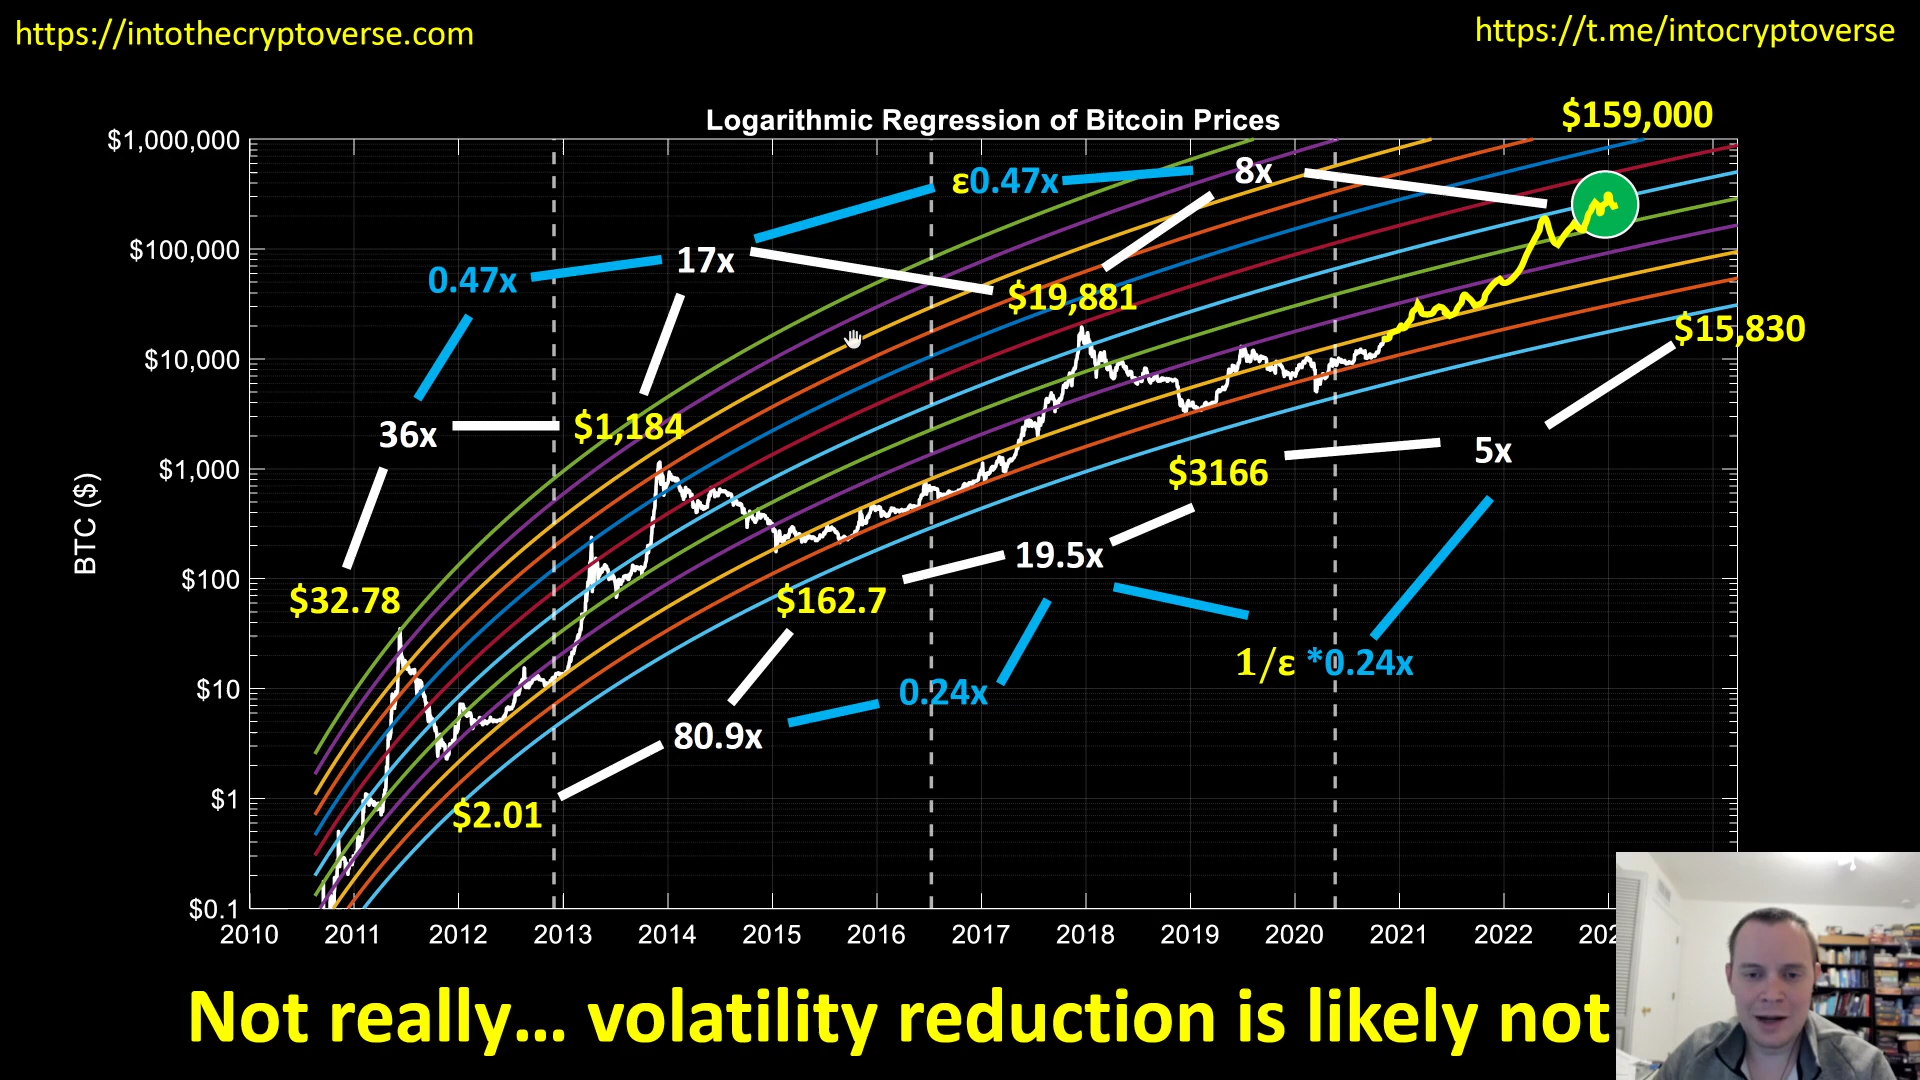 https://intothecryptoverse.com
https://t.me/intocryptoverse
Logarithmic Regression of Bitcoin Prices
$159,000
$1,000,000
$100,000
$10,000
$1,000
$100
$10
$1
$0.1
BTC ($)
ε0.47x
8x
0.47x
17x
$19,881
$15,830
36x
$1,184
$3166
5x
19.5x
$32.78
$162.7
1/ε *0.24x
0.24x
80.9x
$2.01
2010 2011 2012 2013 2014 2015 2016 2017 2018 2019 2020 2021 2022
Not really... volatility reduction is likely not